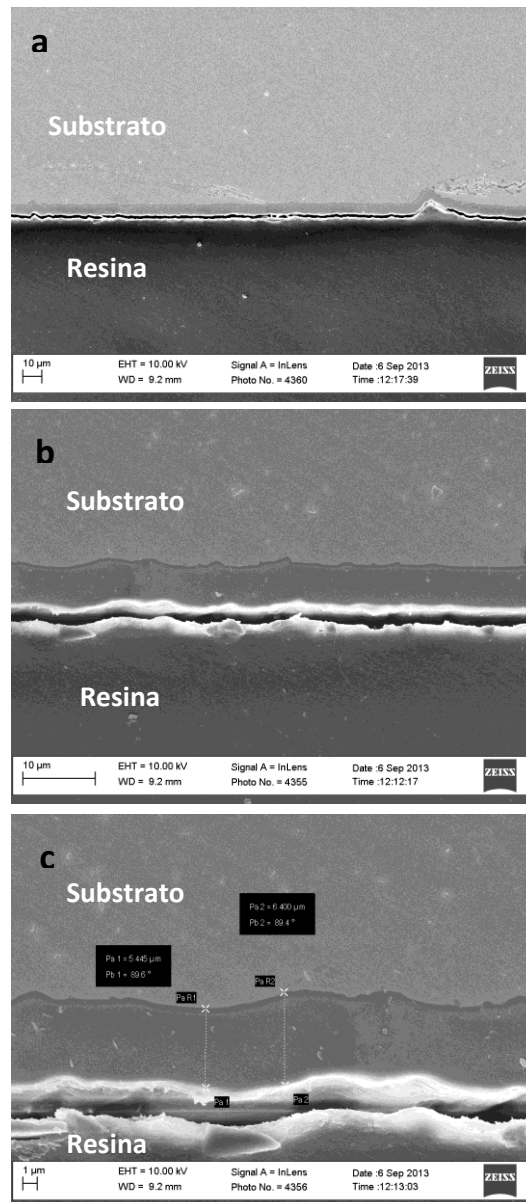 a
Substrato
Resina
10 µm
EHT = 10.00 kV
WD = 9.2 mm
Signal A = InLens
Photo No. = 4360
Date :6 Sep 2013
Time :12:17:39
ZEISS
b
Substrato
Resina
10 µm
EHT = 10.00 kV
WD = 9.2 mm
Signal A = InLens
Photo No. = 4355
Date :6 Sep 2013
Time :12:12:17
ZEISS
c
Substrato
Pa 2 = 6.400 µm
Pb 2 = 89.4 °
Pa 1 = 5.445 µm
Pb 1 = 89.6 °
Pa R2
Pa R1
Pa 1
Pa 2
Resina
1 µm
EHT = 10.00 kV
WD = 9.2 mm
Signal A = InLens
Photo No. = 4356
Date :6 Sep 2013
Time :12:13:03
ZEISS